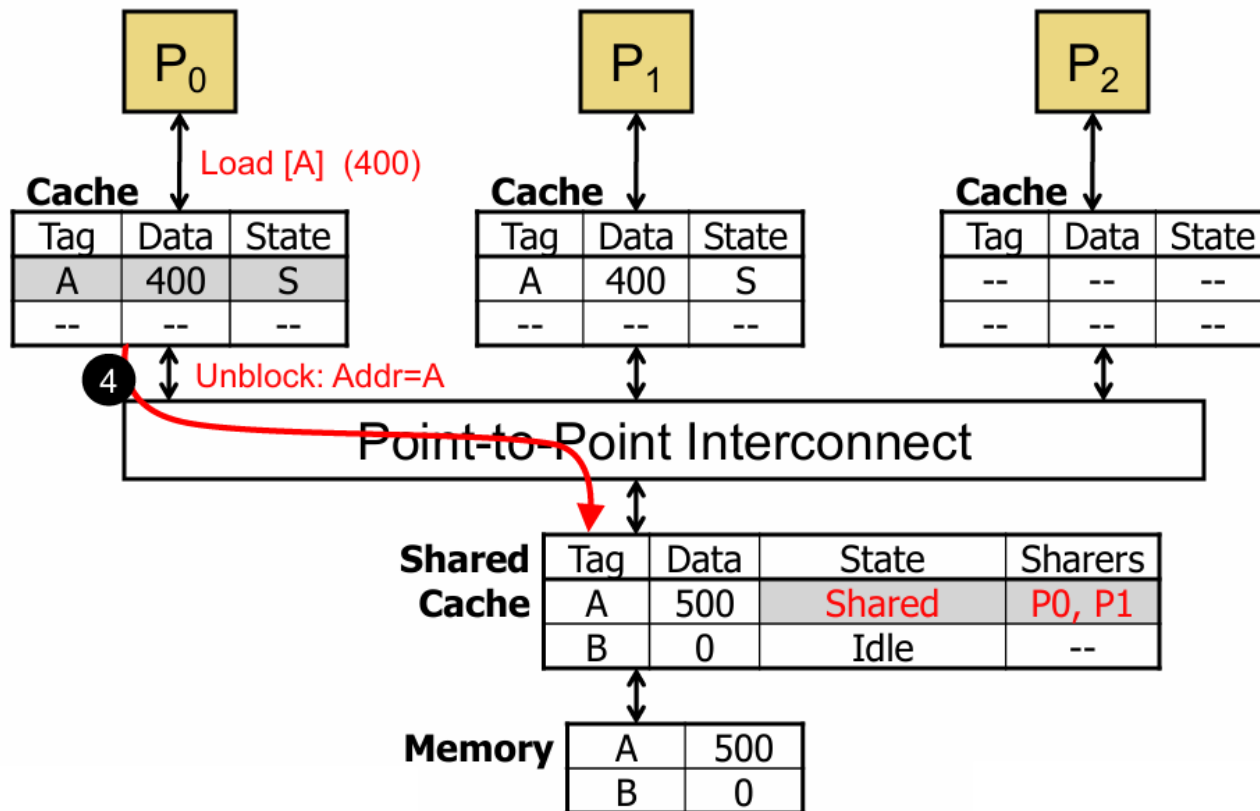 P0 P1 P2
Load [A] (400)
Cache Cache Cache
Tag Data State Tag Data State Tag Data State
A 400 S A 400 S -- -- --
-- -- -- -- -- -- -- -- --
4 Unblock: Addr=A
Point-to-Point Interconnect
Shared Tag Data State Sharers
Cache A 500 Shared P0, P1
B 0 Idle --
Memory A 500
B 0